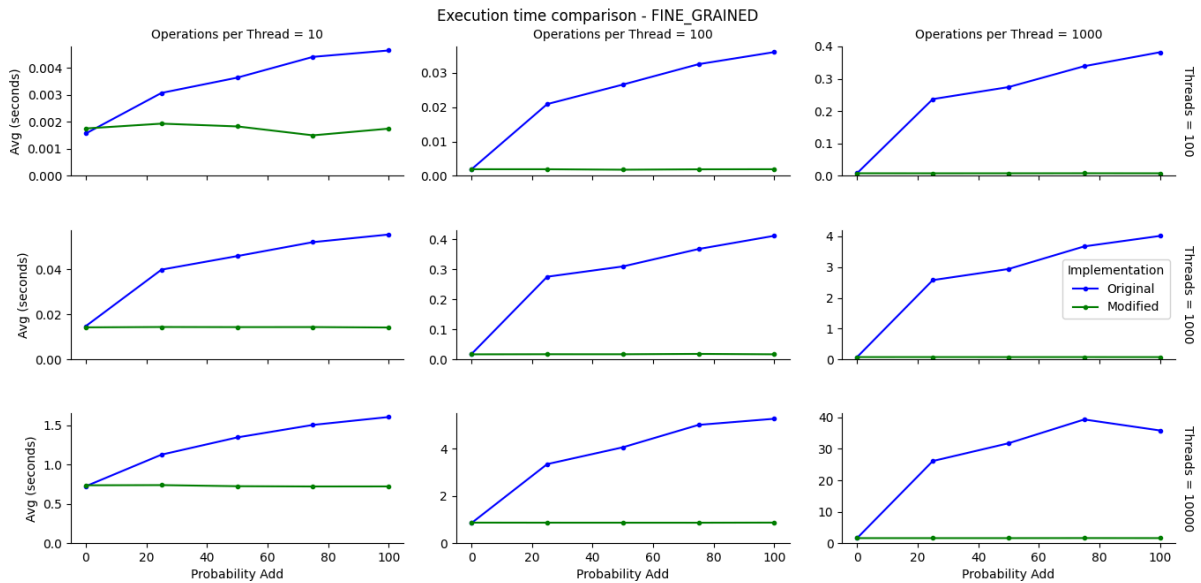 Execution time comparison - FINE_GRAINED
Operations per Thread = 10
Operations per Thread = 100
Operations per Thread = 1000
Avg (seconds)
0.004
0.003
0.002
0.001
0.000
0.03
0.02
0.01
0.00
0.4
0.3
0.2
0.1
0.0
Threads = 100
Avg (seconds)
0.04
0.02
0.00
0.4
0.3
0.2
0.1
0.0
4
3
2
1
0
Implementation
Original
Modified
Threads = 1000
Avg (seconds)
1.5
1.0
0.5
0.0
4
2
0
40
30
20
10
0
Threads = 10000
0 20 40 60 80 100
0 20 40 60 80 100
0 20 40 60 80 100
Probability Add
Probability Add
Probability Add